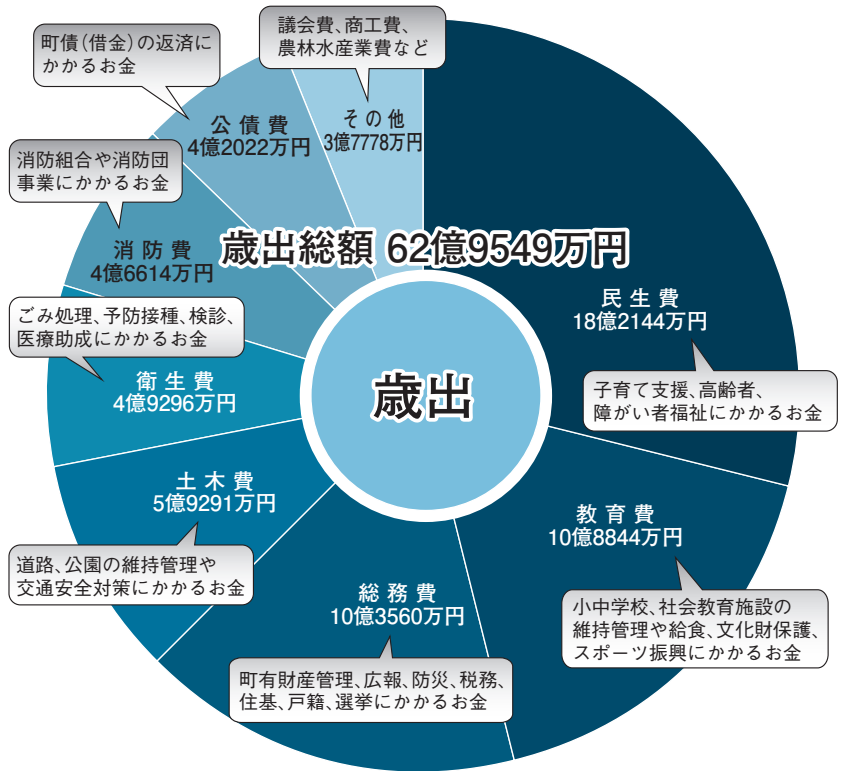 歳出総額 62億9549万円
歳出
民生費
18億2144万円
子育て支援、高齢者、
障がい者福祉にかかるお金
教育費
10億8844万円
小中学校、社会教育施設の
維持管理や給食、文化財保護、
スポーツ振興にかかるお金
総務費
10億3560万円
町有財産管理、広報、防災、税務、
住基、戸籍、選挙にかかるお金
土木費
5億9291万円
道路、公園の維持管理や
交通安全対策にかかるお金
衛生費
4億9296万円
ごみ処理、予防接種、検診、
医療助成にかかるお金
消防費
4億6614万円
消防組合や消防団
事業にかかるお金
公債費
4億2022万円
町債(借金)の返済に
かかるお金
その他
3億7778万円
議会費、商工費、
農林水産業費など